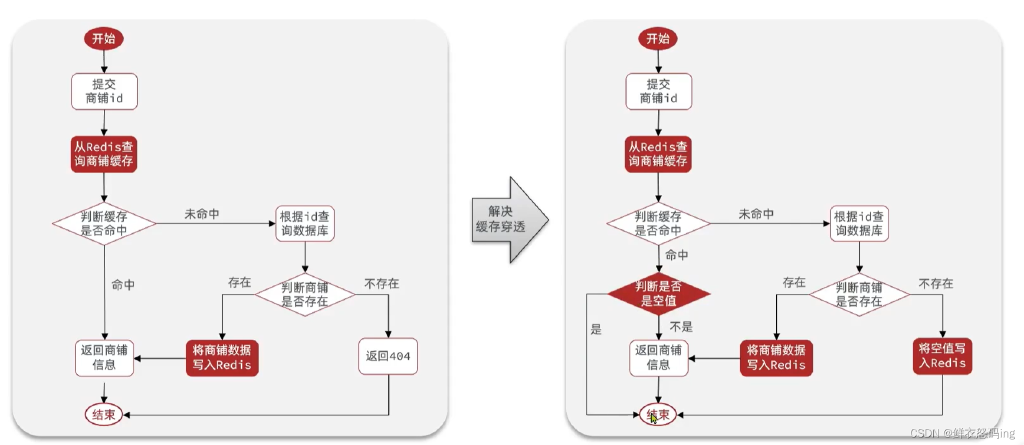 开始
提交
商铺id
从Redis查
询商铺缓存
判断缓存
是否命中
未命中
根据id查
询数据库
命中
判断商铺
是否存在
存在
不存在
返回商铺
信息
将商铺数据
写入Redis
返回404
结束
解决
缓存穿透
开始
提交
商铺id
从Redis查
询商铺缓存
判断缓存
是否命中
未命中
根据id查
询数据库
命中
判断是否
是空值
判断商铺
是否存在
存在
不存在
是
不是
返回商铺
信息
将商铺数据
写入Redis
将空值写
入Redis
结束
CSDN @鲜衣怒码ing